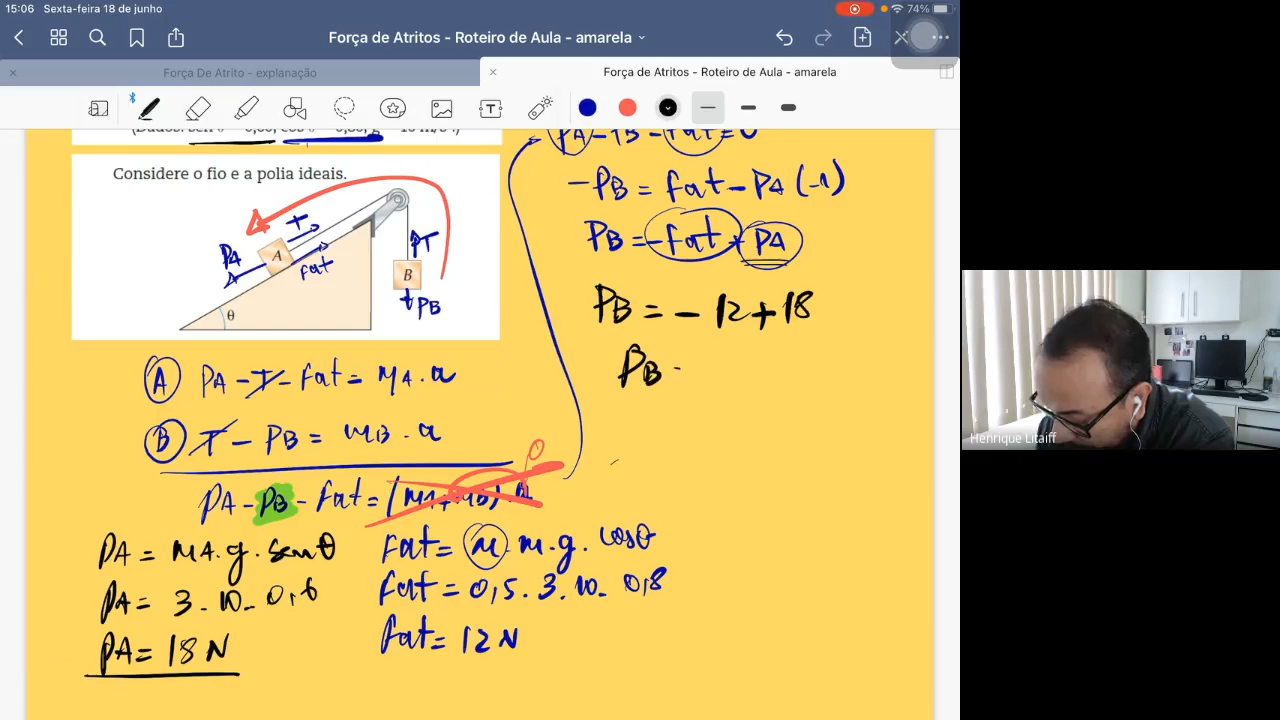 15:06 Sexta-feira 18 de junho
74%
Força de Atritos - Roteiro de Aula - amarela
Força De Atrito - explanação
Força de Atritos - Roteiro de Aula - amarela
PA - PB - fat = 0
Considere o fio e a polia ideais.
- PB = fat - PA (-1)
PB = - fat + PA
PB = - 12 + 18
PB -
T
PA
A
fat
T
B
PB
θ
A PA - T - fat = MA . a
B T - PB = MB . a
0
PA - PB - fat = (MA + MB) . a
PA = MA . g . sen θ
PA = 3 . 10 . 0,6
PA = 18 N
fat = μ . m . g . cosθ
fat = 0,5 . 3 . 10 . 0,8
fat = 12 N
Henrique Litaiff